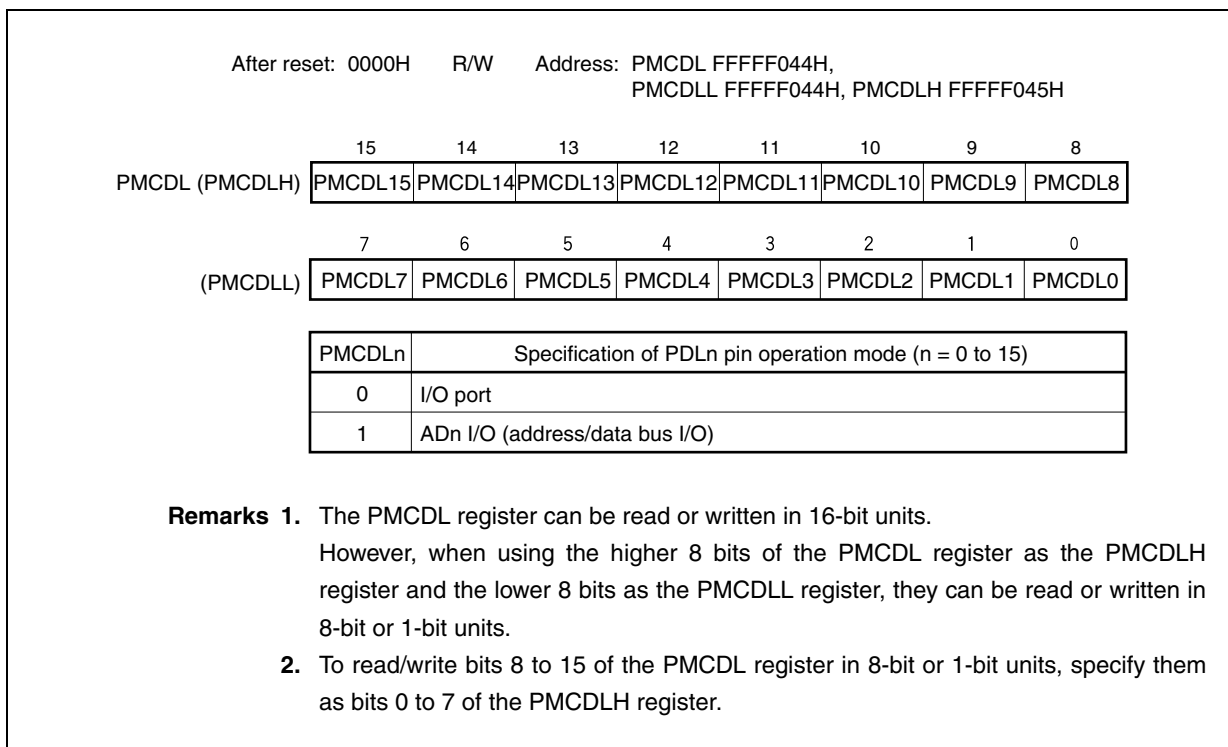 After reset: 0000H R/W Address: PMCDL FFFFF044H,
PMCDLL FFFFF044H, PMCDLH FFFFF045H
15 14 13 12 11 10 9 8
PMCDL (PMCDLH) PMCDL15 PMCDL14 PMCDL13 PMCDL12 PMCDL11 PMCDL10 PMCDL9 PMCDL8
7 6 5 4 3 2 1 0
(PMCDLL) PMCDL7 PMCDL6 PMCDL5 PMCDL4 PMCDL3 PMCDL2 PMCDL1 PMCDL0
PMCDLn Specification of PDLn pin operation mode (n = 0 to 15)
0 I/O port
1 ADn I/O (address/data bus I/O)
Remarks 1. The PMCDL register can be read or written in 16-bit units.
However, when using the higher 8 bits of the PMCDL register as the PMCDLH
register and the lower 8 bits as the PMCDLL register, they can be read or written in
8-bit or 1-bit units.
2. To read/write bits 8 to 15 of the PMCDL register in 8-bit or 1-bit units, specify them
as bits 0 to 7 of the PMCDLH register.